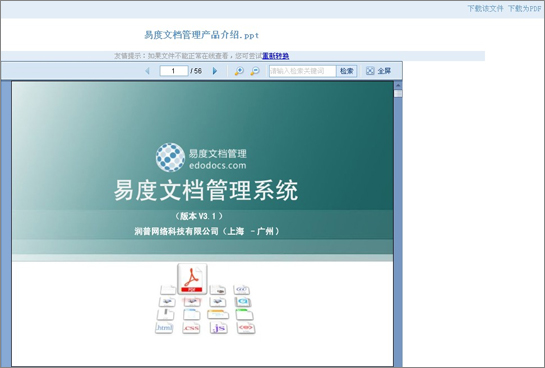 下载该文件 下载为PDF
易度文档管理产品介绍.ppt
友情提示：如果文件不能正常在线查看，您可尝试重新转换
1 / 56 请输入检索关键词 检索 全屏
易度文档管理
edodocs.com
易度文档管理系统
（版本 V3.1）
润普网络科技有限公司（上海 - 广州）
PDF
html css js